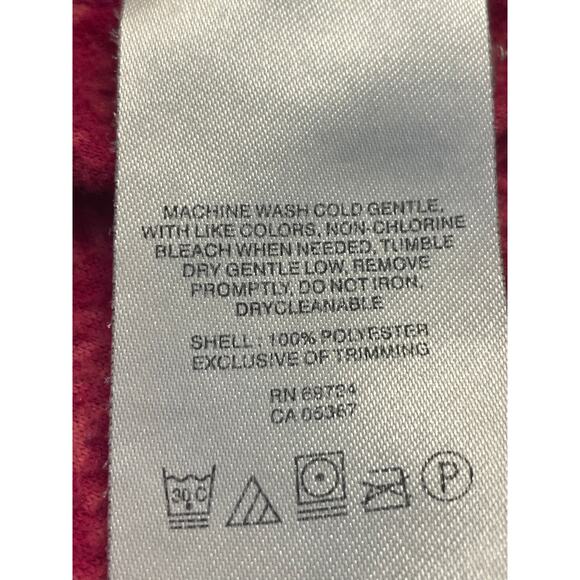 MACHINE WASH COLD GENTLE,
WITH LIKE COLORS, NON-CHLORINE
BLEACH WHEN NEEDED, TUMBLE
DRY GENTLE LOW, REMOVE
PROMPTLY, DO NOT IRON,
DRYCLEANABLE
SHELL : 100% POLYESTER
EXCLUSIVE OF TRIMMING
RN 69724
CA 05367
30 C P